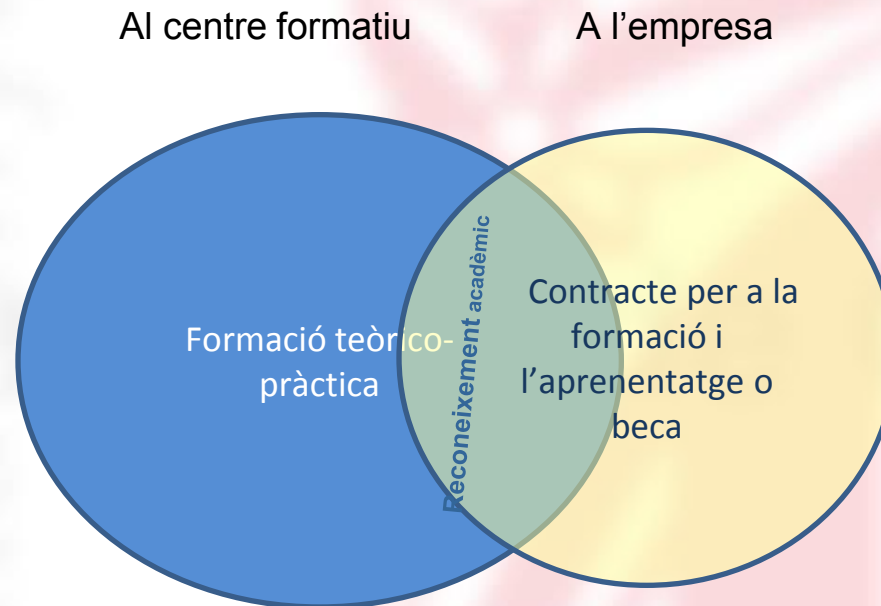 Al centre formatiu
A l’empresa
Formació teòrico-
pràctica
Reconeixement acadèmic
Contracte per a la
formació i
l’aprenentatge o
beca